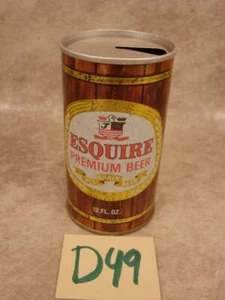 ESQUIRE
PREMIUM BEER
12 FL. OZ.
D49